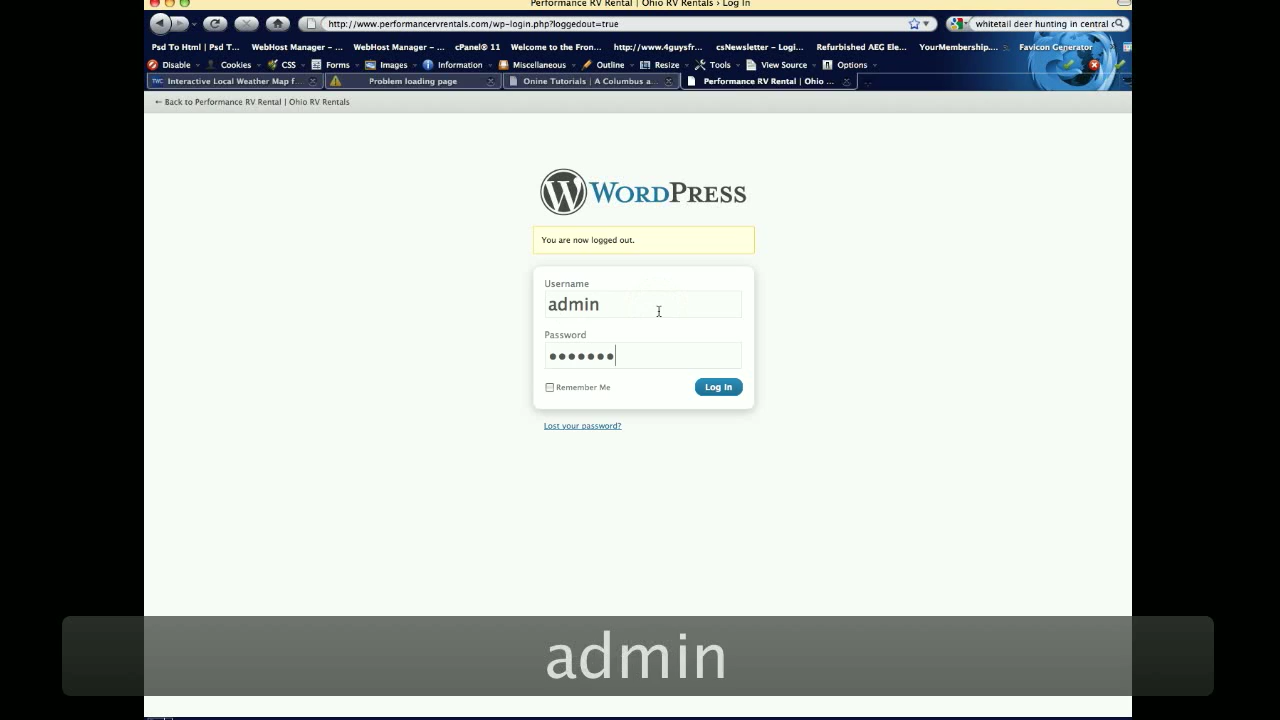 Performance RV Rental | Ohio RV Rentals › Log In
http://www.performancervrentals.com/wp-login.php?loggedout=true
whitetail deer hunting in central c
Psd To Html | Psd T... WebHost Manager – ... WebHost Manager – ... cPanel® 11 Welcome to the Fron... http://www.4guysfr... csNewsletter – Logi... Refurbished AEG Ele... YourMembership.... Favicon Generator
Disable Cookies CSS Forms Images Information Miscellaneous Outline Resize Tools View Source Options
Interactive Local Weather Map f... Problem loading page Onine Tutorials | A Columbus a... Performance RV Rental | Ohio ...
← Back to Performance RV Rental | Ohio RV Rentals
WORDPRESS
You are now logged out.
Username
admin
Password
●●●●●●●
Remember Me Log In
Lost your password?
admin